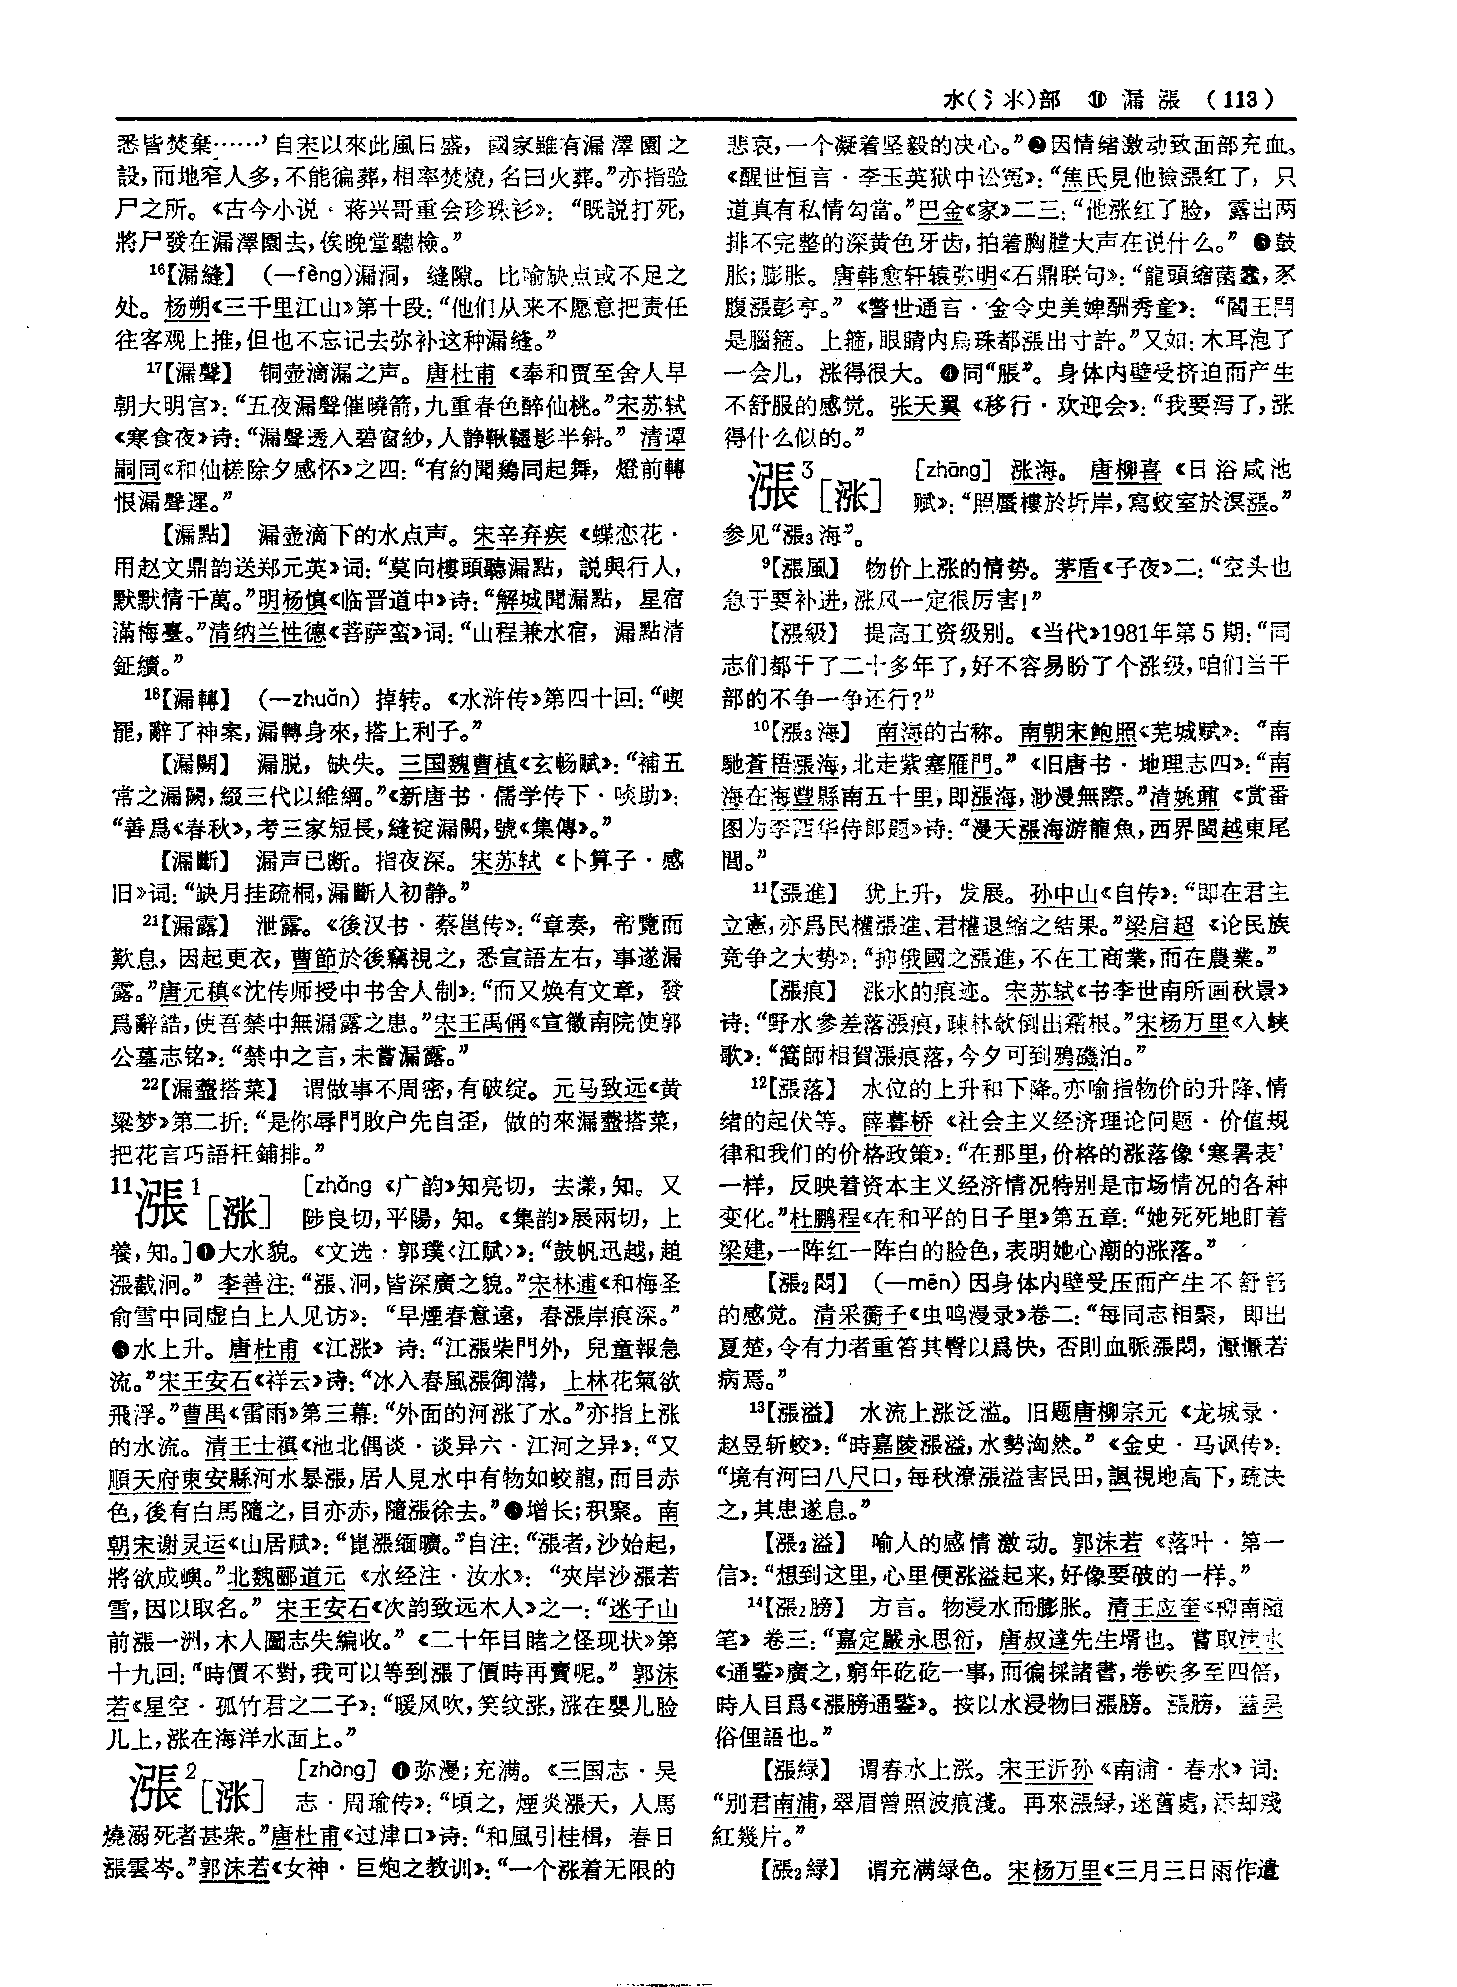 水(氵氺)部 ⑪ 漏 漲 (113)
悉皆焚棄……’自宋以來此風日盛，國家雖有漏澤園之
設，而地窄人多，不能徧葬，相率焚燒，名曰火葬。”亦指验
尸之所。《古今小说·蒋兴哥重会珍珠衫》：“既説打死，
將尸發在漏澤園去，俟晚堂聽檢。”
16【漏縫】 (—fèng)漏洞，缝隙。比喻缺点或不足之
处。杨朔《三千里江山》第十段：“他们从来不愿意把责任
往客观上推，但也不忘记去弥补这种漏缝。”
17【漏聲】 铜壶滴漏之声。唐杜甫《奉和贾至舍人早
朝大明宫》：“五夜漏聲催曉箭，九重春色醉仙桃。”宋苏轼
《寒食夜》诗：“漏聲透入碧窗紗，人静鞦韆影半斜。”清谭
嗣同《和仙槎除夕感怀》之四：“有約聞鷄同起舞，燈前轉
恨漏聲遲。”
【漏點】 漏壶滴下的水点声。宋辛弃疾《蝶恋花·
用赵文鼎韵送郑元英》词：“莫向樓頭聽漏點，説與行人，
默默情千萬。”明杨慎《临晋道中》诗：“解城聞漏點，星宿
滿梅臺。”清纳兰性德《菩萨蛮》词：“山程兼水宿，漏點清
鉦續。”
18【漏轉】 (—zhuǎn)掉转。《水浒传》第四十回：“喫
罷，辭了神案，漏轉身來，搭上利子。”
【漏闕】 漏脱，缺失。三国魏曹植《玄畅赋》：“補五
常之漏闕，綴三代以維綱。”《新唐书·儒学传下·啖助》：
“善爲《春秋》，考三家短長，縫綻漏闕，號《集傳》。”
【漏斷】 漏声已断。指夜深。宋苏轼《卜算子·感
旧》词：“缺月挂疏桐，漏斷人初静。”
21【漏露】 泄露。《後汉书·蔡邕传》：“章奏，帝覽而
歎息，因起更衣，曹節於後竊視之，悉宣語左右，事遂漏
露。”唐元稹《沈传师授中书舍人制》：“而又焕有文章，發
爲辭誥，使吾禁中無漏露之患。”宋王禹偁《宣徽南院使郭
公墓志铭》：“禁中之言，未嘗漏露。”
22【漏虀搭菜】 谓做事不周密，有破绽。元马致远《黄
粱梦》第二折：“是你辱門敗户先自歪，做的來漏虀搭菜，
把花言巧語枉鋪排。”
11漲1[涨] [zhǎng《广韵》知亮切，去漾，知。又
陟良切，平陽，知。《集韵》展兩切，上
養，知。]❶大水貌。《文选·郭璞〈江赋〉》：“鼓帆迅越，趠
漲截洞。”李善注：“漲、洞，皆深廣之貌。”宋林逋《和梅圣
俞雪中同虚白上人见访》：“早煙春意遠，春漲岸痕深。”
❷水上升。唐杜甫《江涨》诗：“江漲柴門外，兒童報急
流。”宋王安石《祥云》诗：“冰入春風漲御溝，上林花氣欲
飛浮。”曹禺《雷雨》第三幕：“外面的河涨了水。”亦指上涨
的水流。清王士禛《池北偶谈·谈异六·江河之异》：“又
順天府東安縣河水暴漲，居人見水中有物如蛟龍，而目赤
色，後有白馬隨之，目亦赤，隨漲徐去。”❸增长；积聚。南
朝宋谢灵运《山居赋》：“崑漲緬曠。”自注：“漲者，沙始起，
將欲成嶼。”北魏郦道元《水经注·汝水》：“夾岸沙漲若
雪，因以取名。”宋王安石《次韵致远木人》之一：“迷子山
前漲一洲，木人圖志失編收。”《二十年目睹之怪现状》第
十九回：“時價不對，我可以等到漲了價時再賣呢。”郭沫
若《星空·孤竹君之二子》：“暖风吹，笑纹涨，涨在婴儿脸
儿上，涨在海洋水面上。”
漲2[涨] [zhàng]❶弥漫；充满。《三国志·吴
志·周瑜传》：“頃之，煙炎漲天，人馬
燒溺死者甚衆。”唐杜甫《过津口》诗：“和風引桂楫，春日
漲雲岑。”郭沫若《女神·巨炮之教训》：“一个涨着无限的
悲哀，一个凝着坚毅的决心。”❷因情绪激动致面部充血。
《醒世恒言·李玉英狱中讼冤》：“焦氏見他臉漲紅了，只
道真有私情勾當。”巴金《家》二三：“他涨红了脸，露出两
排不完整的深黄色牙齿，拍着胸膛大声在说什么。”❸鼓
胀；膨胀。唐韩愈轩辕弥明《石鼎联句》：“龍頭縮菌蠢，豕
腹漲彭亨。”《警世通言·金令史美婢酬秀童》：“閻王閂
是腦箍。上箍，眼睛内烏珠都漲出寸許。”又如：木耳泡了
一会儿，涨得很大。❹同“脹”。身体内壁受挤迫而产生
不舒服的感觉。张天翼《移行·欢迎会》：“我要泻了，涨
得什么似的。”
漲3[涨] [zhāng] 涨海。唐柳喜《日浴咸池
赋》：“照蜃樓於圻岸，寫蛟室於溟漲。”
参见“漲3海”。
9【漲風】 物价上涨的情势。茅盾《子夜》二：“空头也
急于要补进，涨风一定很厉害！”
【漲級】 提高工资级别。《当代》1981年第5期：“同
志们都干了二十多年了，好不容易盼了个涨级，咱们当干
部的不争一争还行？”
10【漲3海】 南海的古称。南朝宋鲍照《芜城赋》：“南
馳蒼梧漲海，北走紫塞雁門。”《旧唐书·地理志四》：“南
海在海豐縣南五十里，即漲海，渺漫無際。”清姚鼐《赏番
图为李西华侍郎题》诗：“漫天漲海游龍魚，西界閩越東尾
閭。”
11【漲進】 犹上升，发展。孙中山《自传》：“即在君主
立憲，亦爲民權漲進、君權退縮之結果。”梁启超《论民族
竞争之大势》：“抑俄國之漲進，不在工商業，而在農業。”
【漲痕】 涨水的痕迹。宋苏轼《书李世南所画秋景》
诗：“野水參差落漲痕，疎林欹倒出霜根。”宋杨万里《入峡
歌》：“篙師相賀漲痕落，今夕可到鴉磯泊。”
12【漲落】 水位的上升和下降。亦喻指物价的升降、情
绪的起伏等。薛暮桥《社会主义经济理论问题·价值规
律和我们的价格政策》：“在那里，价格的涨落像‘寒暑表’
一样，反映着资本主义经济情况特别是市场情况的各种
变化。”杜鹏程《在和平的日子里》第五章：“她死死地盯着
梁建，一阵红一阵白的脸色，表明她心潮的涨落。”
【漲2悶】 (—mēn)因身体内壁受压而产生不舒舒
的感觉。清采蘅子《虫鸣漫录》卷二：“每同志相聚，即出
夏楚，令有力者重笞其臀以爲快，否則血脈漲悶，懨懨若
病焉。”
13【漲溢】 水流上涨泛滥。旧题唐柳宗元《龙城录·
赵昱斩蛟》：“時嘉陵漲溢，水勢洶然。”《金史·马讽传》：
“境有河曰八尺口，每秋潦漲溢害民田，諷視地高下，疏决
之，其患遂息。”
【漲2溢】 喻人的感情激动。郭沫若《落叶·第一
信》：“想到这里，心里便涨溢起来，好像要破的一样。”
14【漲2膀】 方言。物浸水而膨胀。清王应奎《柳南随
笔》卷三：“嘉定嚴永思衍，唐叔達先生壻也。嘗取涑水
《通鑒》廣之，窮年矻矻一事，而徧採諸書，卷帙多至四倍，
時人目爲《漲膀通鑒》。按以水浸物曰漲膀。漲膀，蓋吴
俗俚語也。”
【漲緑】 谓春水上涨。宋王沂孙《南浦·春水》词：
“别君南浦，翠眉曾照波痕淺。再來漲緑，迷舊處，添却殘
紅幾片。”
【漲2緑】 谓充满绿色。宋杨万里《三月三日雨作遣